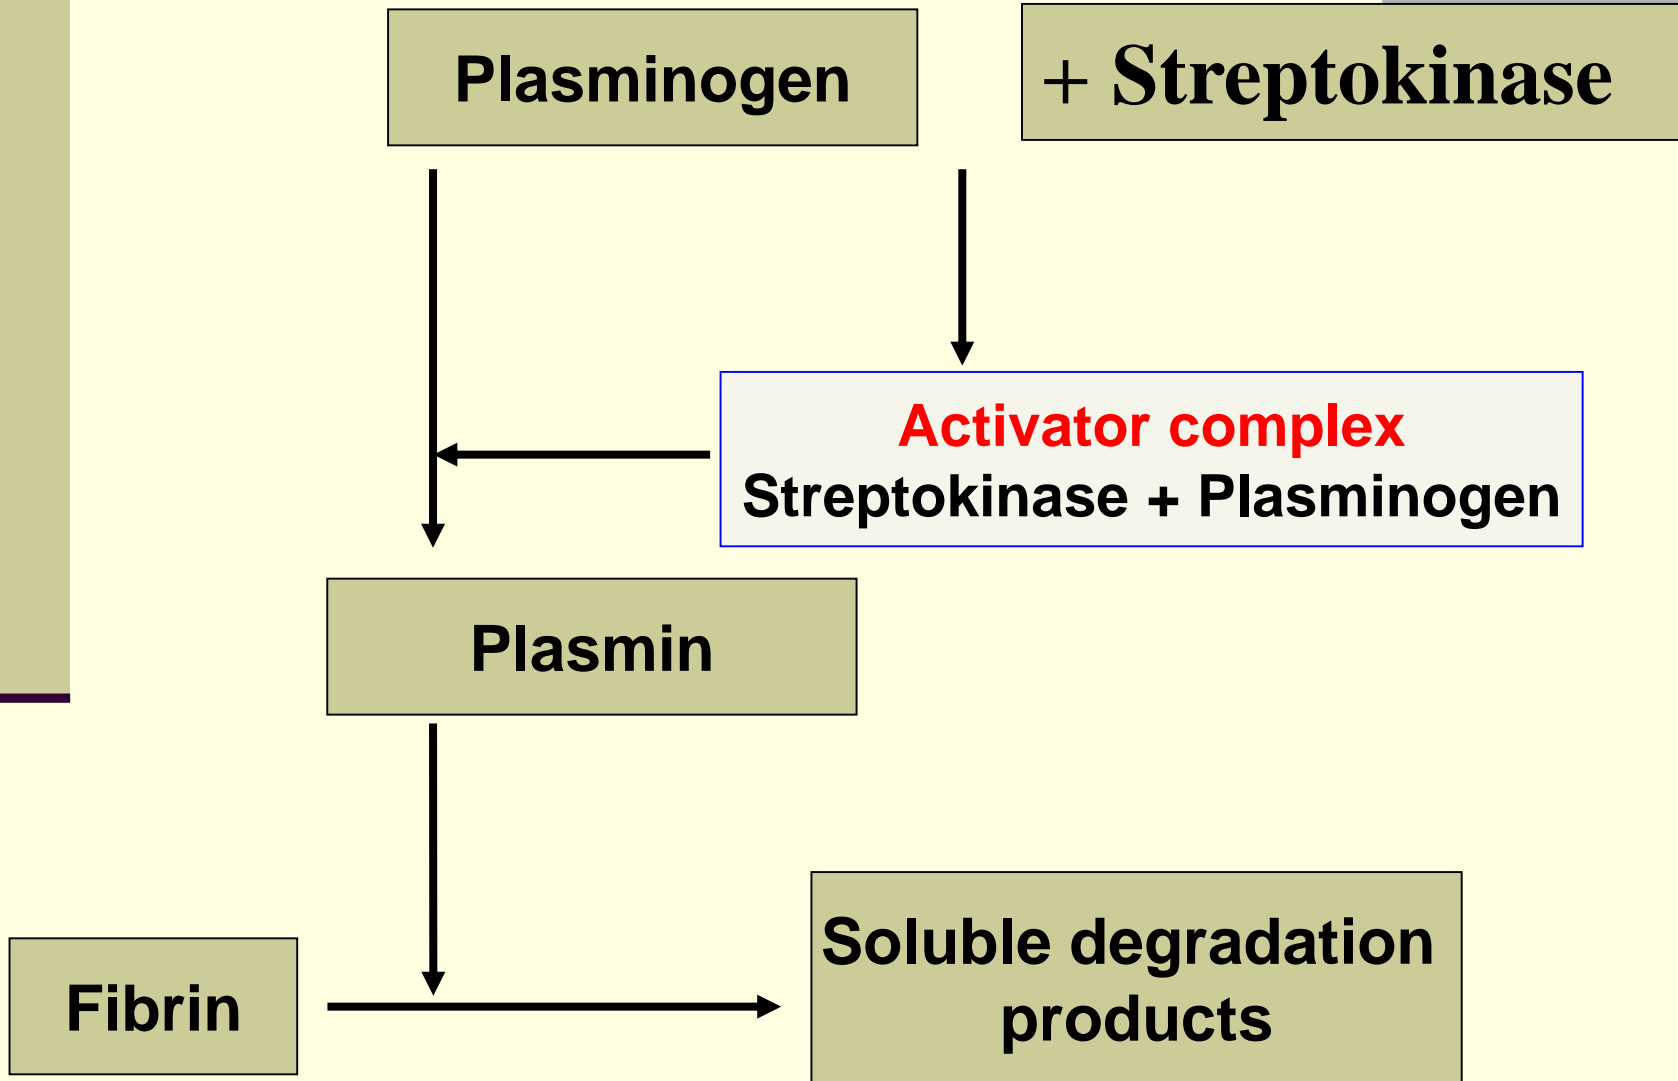 Plasminogen
+ Streptokinase
Activator complex
Streptokinase + Plasminogen
Plasmin
Fibrin
Soluble degradation
products